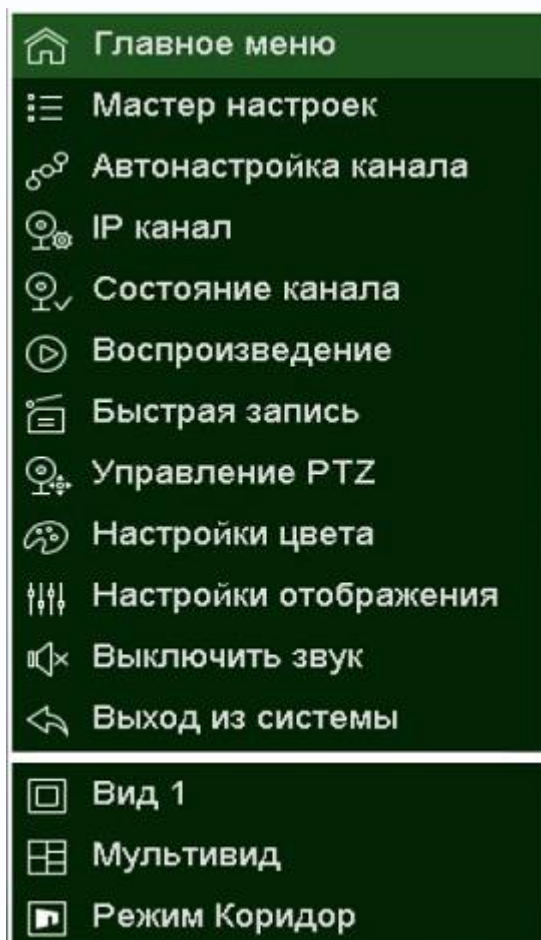 Главное меню
Мастер настроек
Автонастройка канала
IP канал
Состояние канала
Воспроизведение
Быстрая запись
Управление PTZ
Настройки цвета
Настройки отображения
Выключить звук
Выход из системы
Вид 1
Мультивид
Режим Коридор